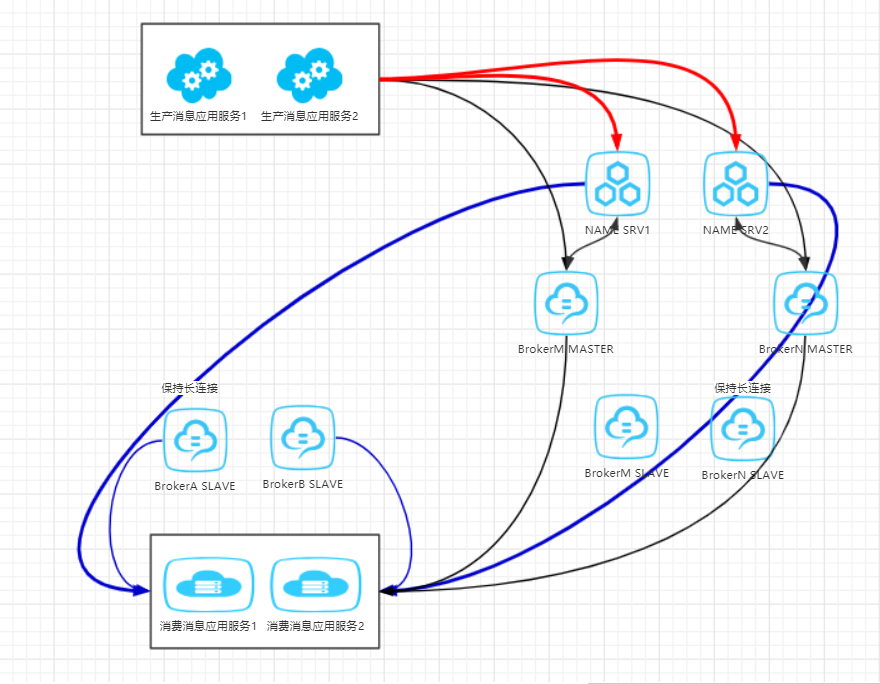 生产消息应用服务1
生产消息应用服务2
NAME SRV1
NAME SRV2
BrokerM MASTER
BrokerN MASTER
保持长连接
保持长连接
BrokerA SLAVE
BrokerB SLAVE
BrokerM SLAVE
BrokerN SLAVE
消费消息应用服务1
消费消息应用服务2